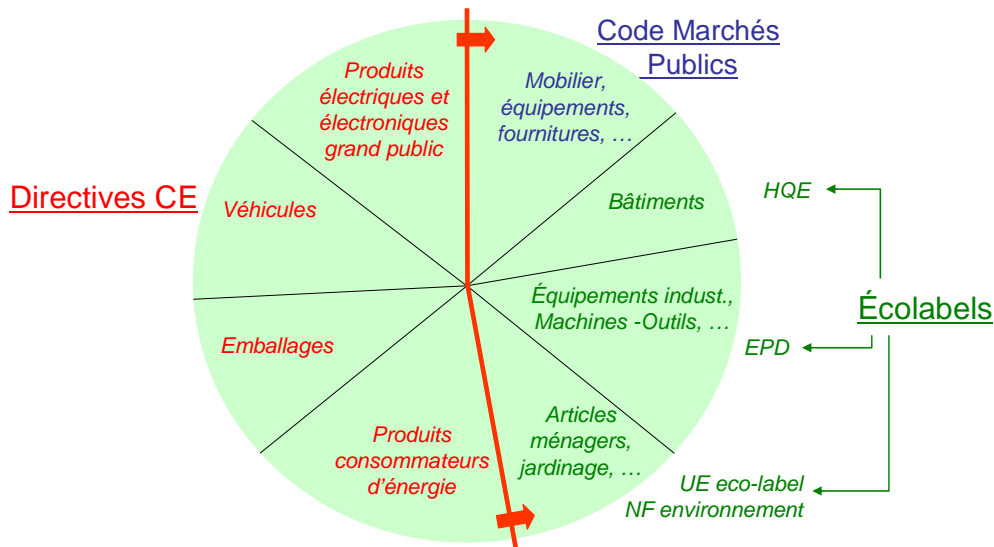 Code Marchés
Publics
Produits
électriques et
électroniques
grand public
Mobilier,
équipements,
fournitures, …
Directives CE
Véhicules
Bâtiments
HQE
Équipements indust.,
Machines -Outils, …
Écolabels
Emballages
EPD
Produits
consommateurs
d'énergie
Articles
ménagers,
jardinage, …
UE eco-label
NF environnement